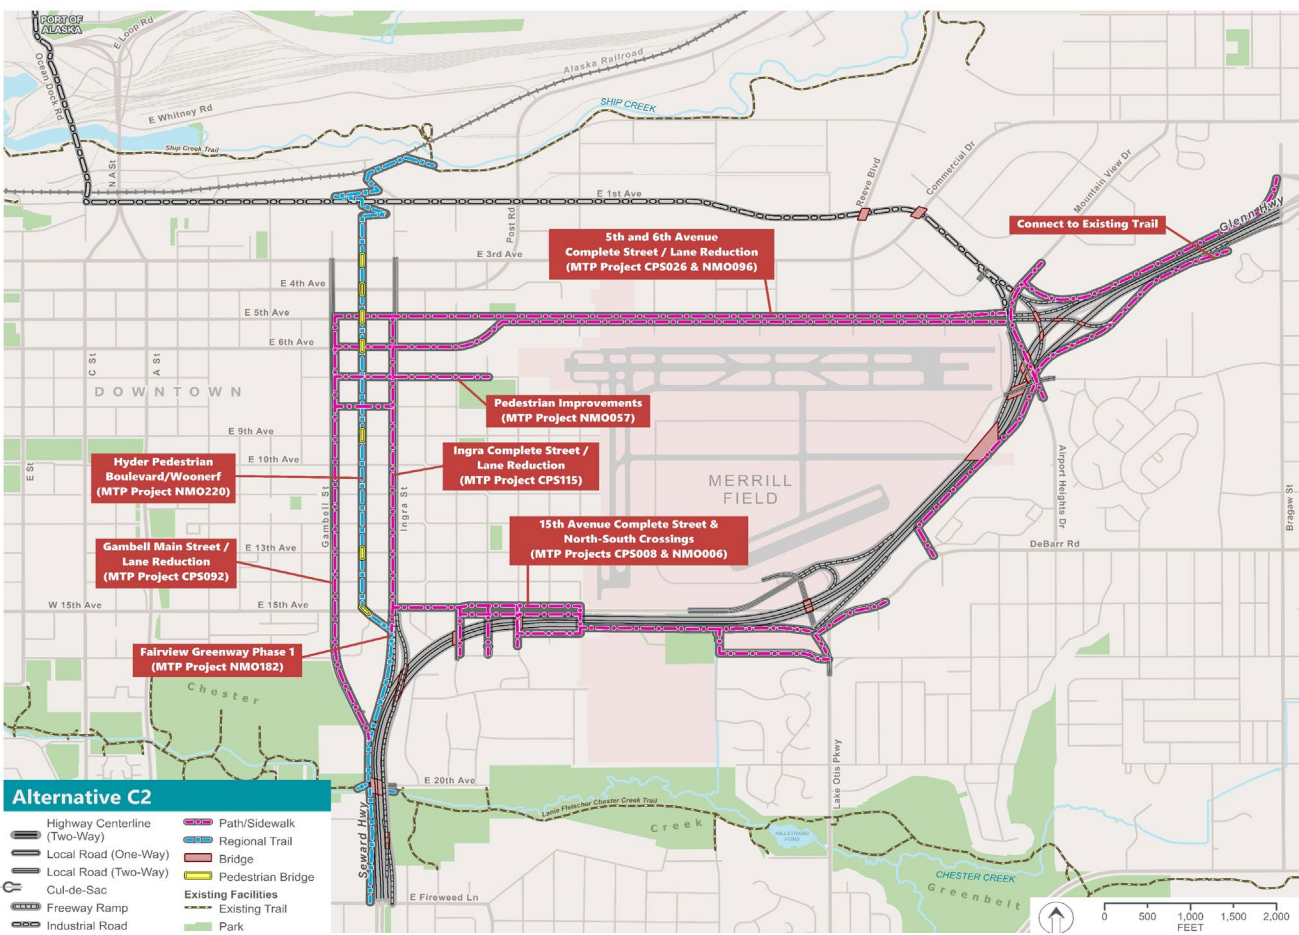 PORT OF
ALASKA
E Loop Rd
Ocean Dock Rd
E Whitney Rd
Alaska Railroad
SHIP CREEK
Ship Creek Trail
N A St
E 1st Ave
Reeve Blvd
Commercial Dr
Mountain View Dr
Post Rd
Glenn Hwy
Connect to Existing Trail
5th and 6th Avenue
Complete Street / Lane Reduction
(MTP Project CPS026 & NMO096)
E 3rd Ave
E 4th Ave
E 5th Ave
E 6th Ave
C St
A St
DOWNTOWN
Pedestrian Improvements
(MTP Project NMO057)
E 9th Ave
E 10th Ave
E St
Hyder Pedestrian
Boulevard/Woonerf
(MTP Project NMO220)
Ingra Complete Street /
Lane Reduction
(MTP Project CPS115)
MERRILL
FIELD
Gambell St
Ingra St
Airport Heights Dr
Bragaw St
15th Avenue Complete Street &
North-South Crossings
(MTP Projects CPS008 & NMO006)
Gambell Main Street /
Lane Reduction
(MTP Project CPS092)
E 13th Ave
DeBarr Rd
W 15th Ave
E 15th Ave
Fairview Greenway Phase 1
(MTP Project NMO182)
Chester
E 20th Ave
Lanie Fleischer Chester Creek Trail
Creek
Lake Otis Pkwy
HILLSTRAND
POND
CHESTER CREEK
Greenbelt
Seward Hwy
E Fireweed Ln
Alternative C2
Highway Centerline
(Two-Way)
Local Road (One-Way)
Local Road (Two-Way)
Cul-de-Sac
Freeway Ramp
Industrial Road
Path/Sidewalk
Regional Trail
Bridge
Pedestrian Bridge
Existing Facilities
Existing Trail
Park
0 500 1,000 1,500 2,000
FEET